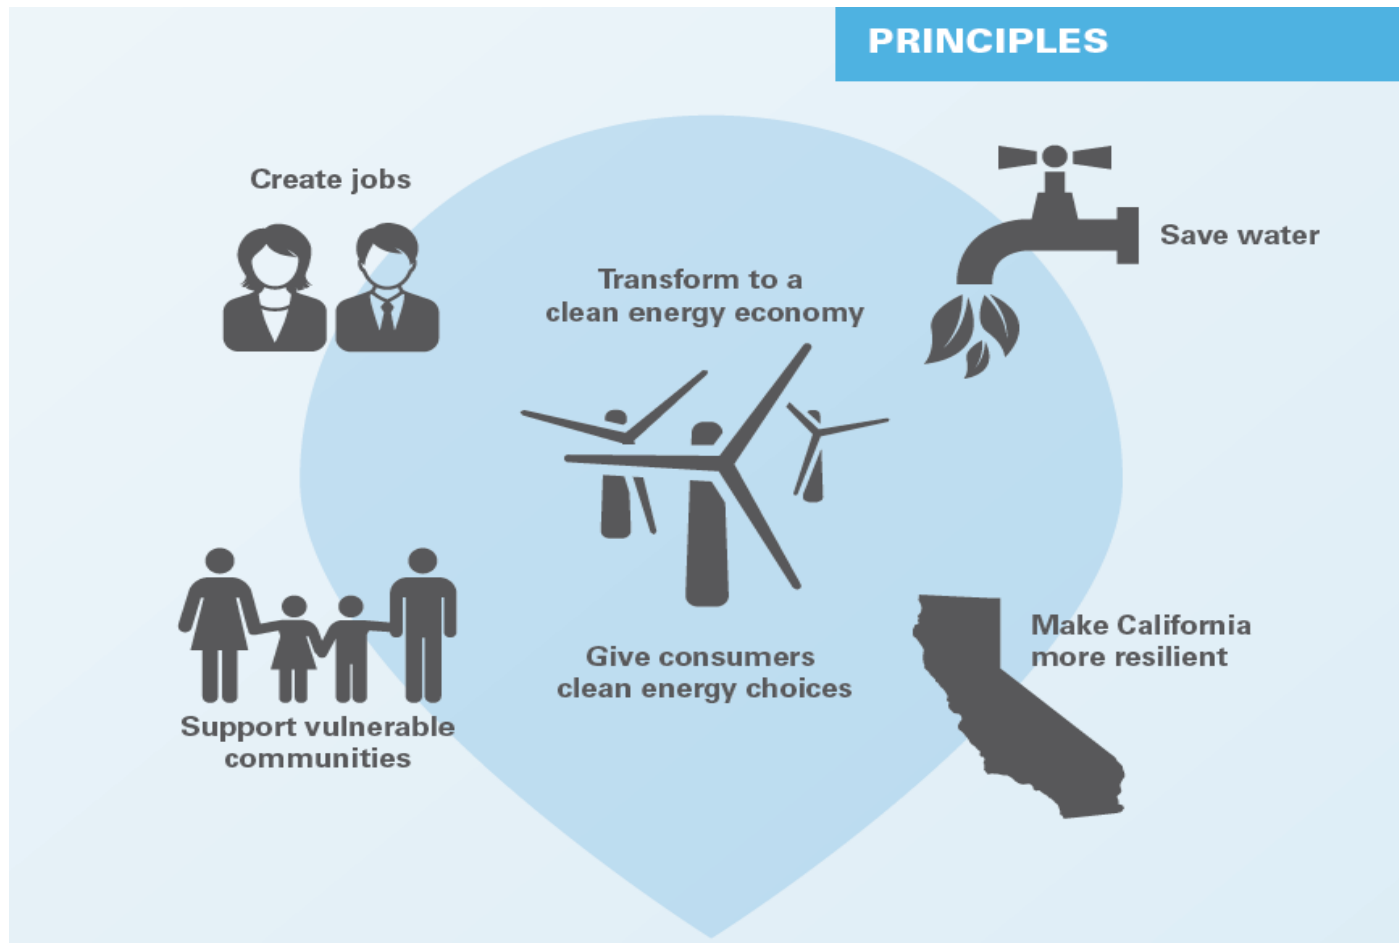 PRINCIPLES
Create jobs
Save water
Transform to a
clean energy economy
Make California
more resilient
Give consumers
clean energy choices
Support vulnerable
communities